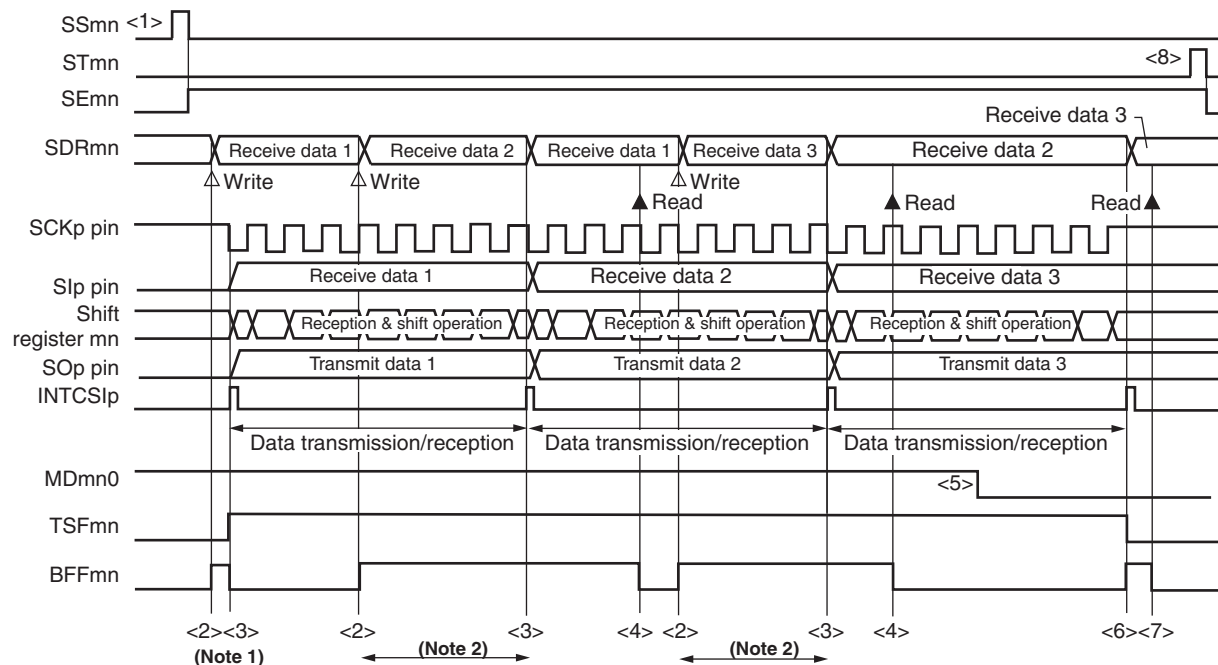 SSmn <1>
STmn <8>
SEmn
Receive data 3
SDRmn Receive data 1 Receive data 2 Receive data 1 Receive data 3 Receive data 2
Write Write Write
Read Read Read
SCKp pin
SIp pin Receive data 1 Receive data 2 Receive data 3
Shift
register mn Reception & shift operation Reception & shift operation Reception & shift operation
SOp pin Transmit data 1 Transmit data 2 Transmit data 3
INTCSIp
Data transmission/reception Data transmission/reception Data transmission/reception
MDmn0 <5>
TSFmn
BFFmn
<2><3> <2> <3> <4> <2> <3> <4> <6><7>
(Note 1) (Note 2) (Note 2)